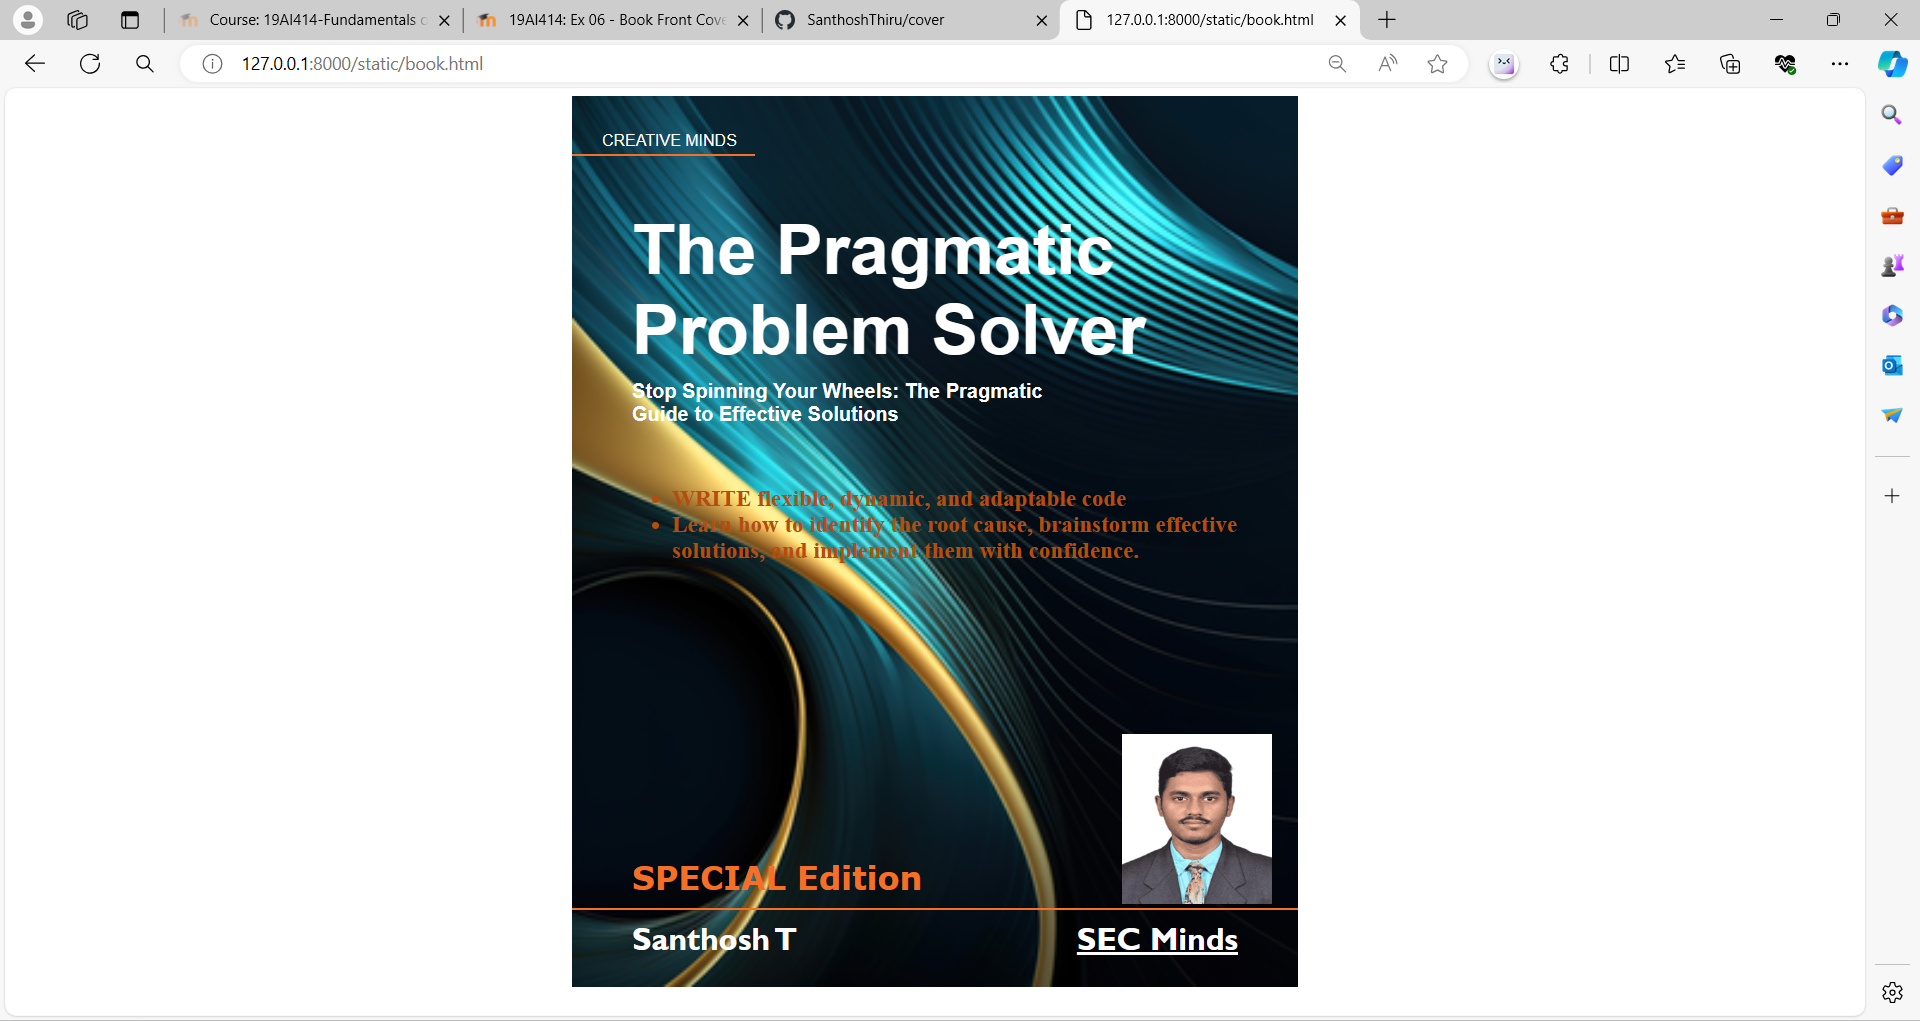 Course: 19AI414-Fundamentals
19AI414: Ex 06 - Book Front Cov
SanthoshThiru/cover
127.0.0.1:8000/static/book.html
127.0.0.1:8000/static/book.html
CREATIVE MINDS
The Pragmatic
Problem Solver
Stop Spinning Your Wheels: The Pragmatic
Guide to Effective Solutions
• WRITE flexible, dynamic, and adaptable code
• Learn how to identify the root cause, brainstorm effective
solutions, and implement them with confidence.
SPECIAL Edition
Santhosh T
SEC Minds